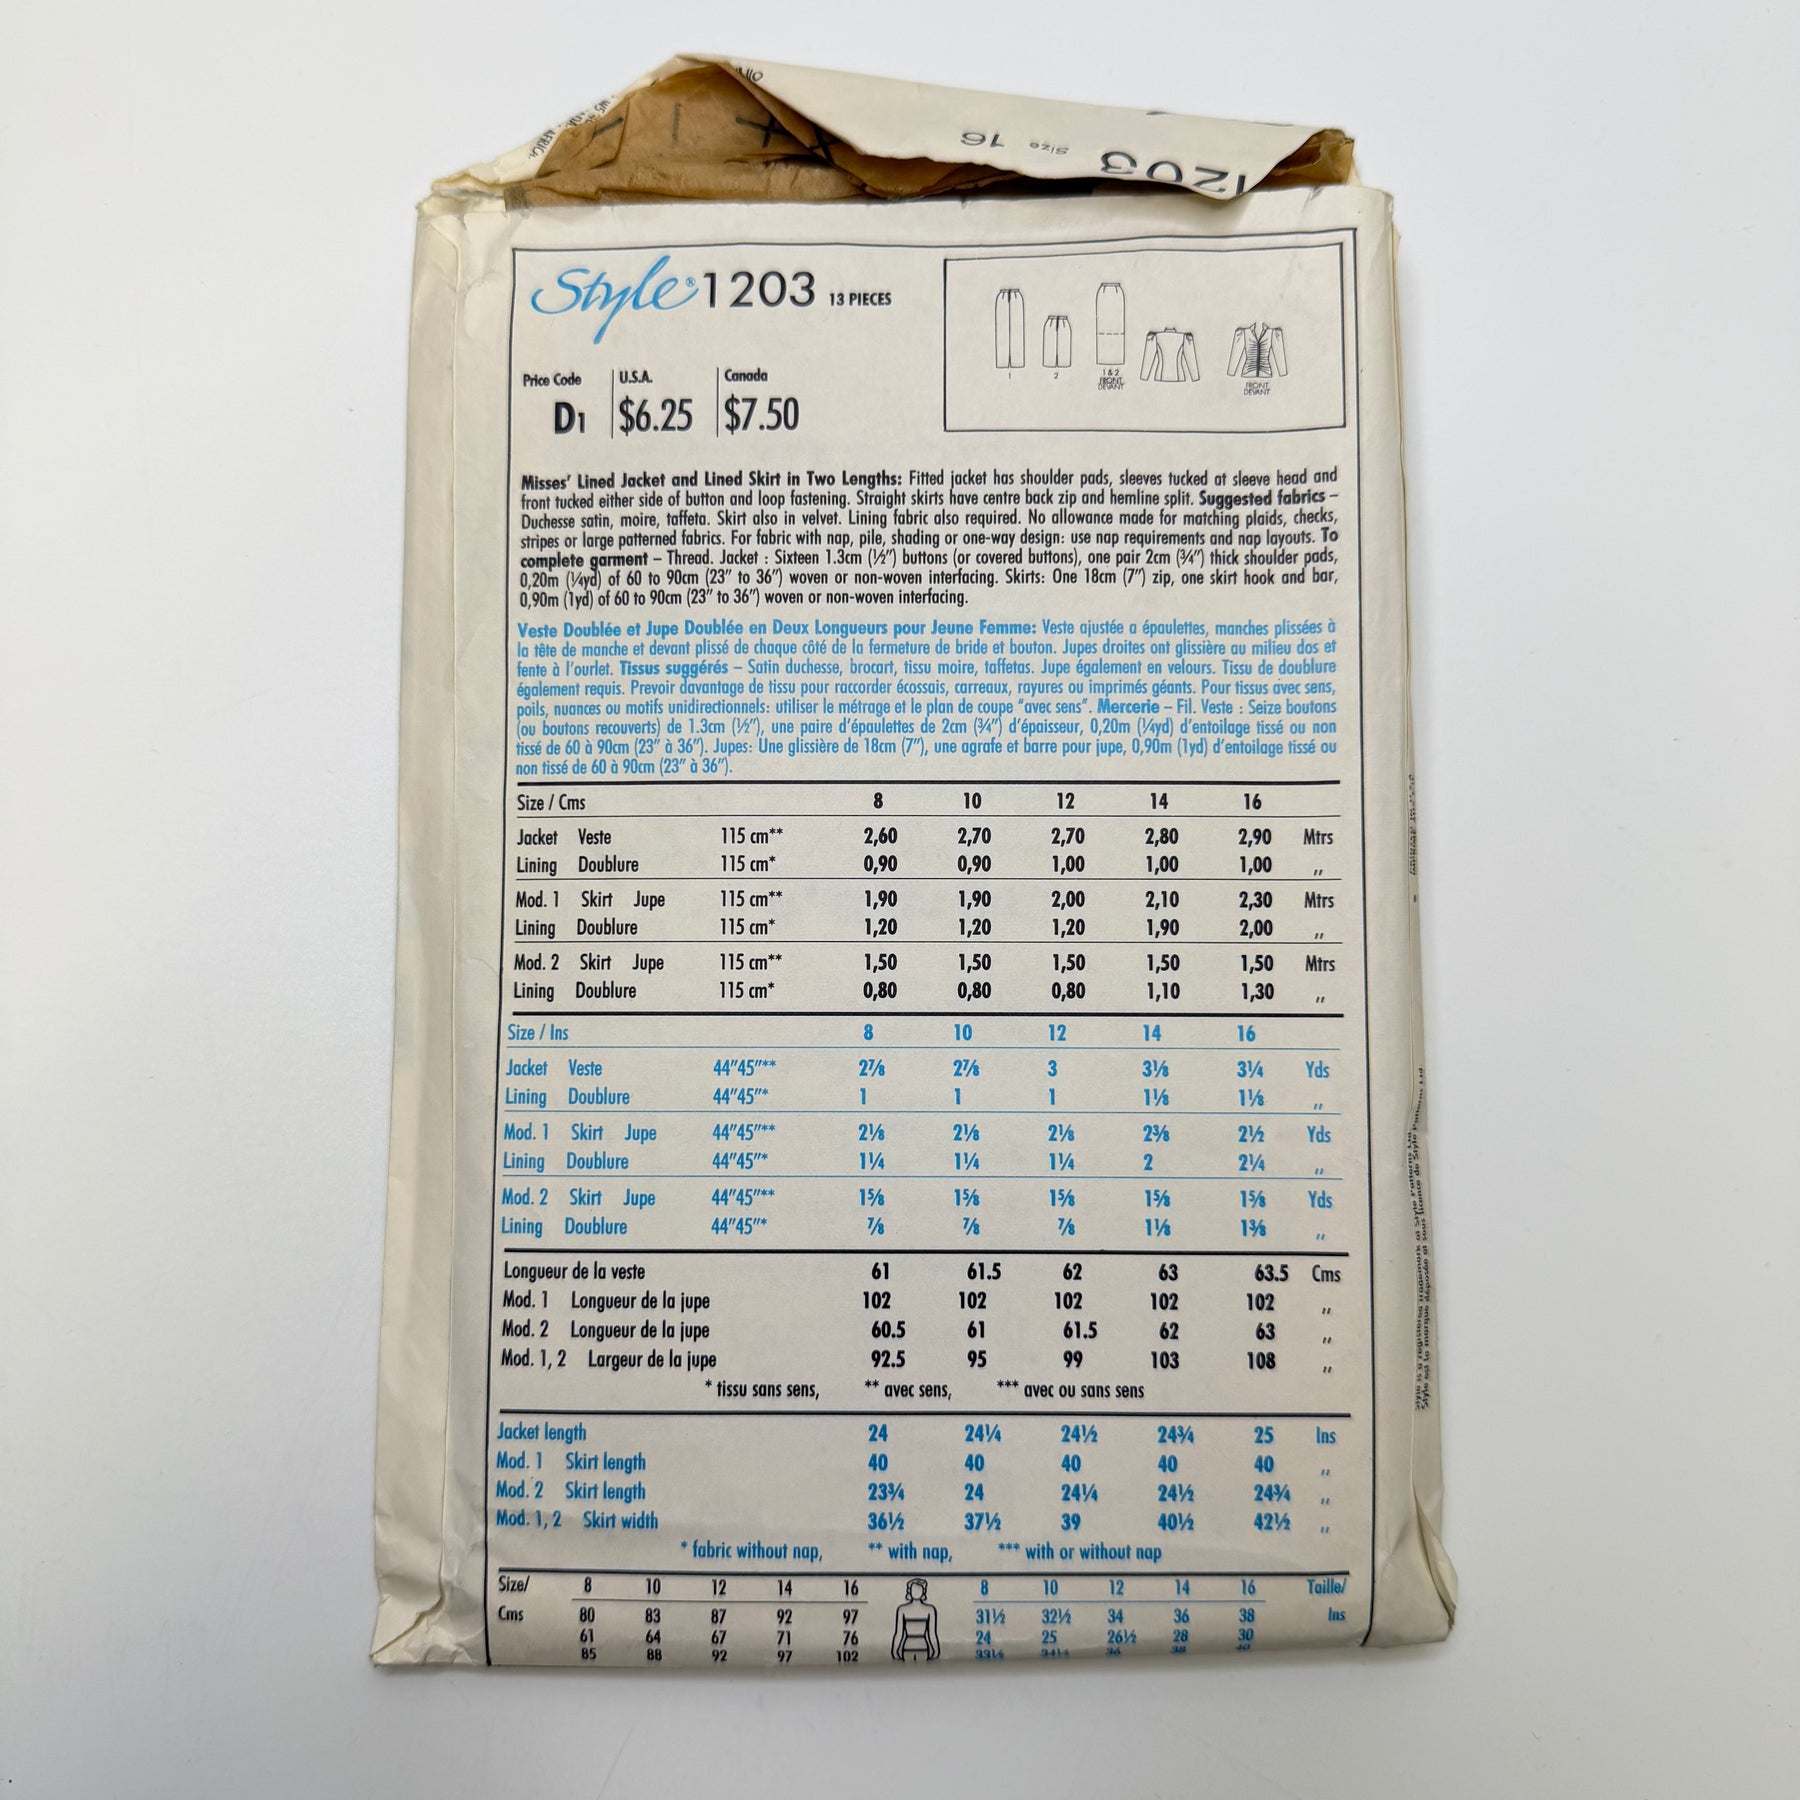 1203
Size 16
AFRICA
Style® 1203 13 PIECES
Price Code U.S.A. Canada
D1 $6.25 $7.50
1 2 1 & 2
FRONT
DEVANT
FRONT
DEVANT
Misses' Lined Jacket and Lined Skirt in Two Lengths: Fitted jacket has shoulder pads, sleeves tucked at sleeve head and
front tucked either side of button and loop fastening. Straight skirts have centre back zip and hemline split. Suggested fabrics –
Duchesse satin, moire, taffeta. Skirt also in velvet. Lining fabric also required. No allowance made for matching plaids, checks,
stripes or large patterned fabrics. For fabric with nap, pile, shading or one-way design: use nap requirements and nap layouts. To
complete garment – Thread. Jacket : Sixteen 1.3cm (½") buttons (or covered buttons), one pair 2cm (¾") thick shoulder pads,
0,20m (¼yd) of 60 to 90cm (23" to 36") woven or non-woven interfacing. Skirts: One 18cm (7") zip, one skirt hook and bar,
0,90m (1yd) of 60 to 90cm (23" to 36") woven or non-woven interfacing.
Veste Doublée et Jupe Doublée en Deux Longueurs pour Jeune Femme: Veste ajustée a épaulettes, manches plissées à
la tête de manche et devant plissé de chaque côté de la fermeture de bride et bouton. Jupes droites ont glissière au milieu dos et
fente à l'ourlet. Tissus suggérés – Satin duchesse, brocart, tissu moire, taffetas. Jupe également en velours. Tissu de doublure
également requis. Prevoir davantage de tissu pour raccorder écossais, carreaux, rayures ou imprimés géants. Pour tissus avec sens,
poils, nuances ou motifs unidirectionnels: utiliser le métrage et le plan de coupe "avec sens". Mercerie – Fil. Veste : Seize boutons
(ou boutons recouverts) de 1.3cm (½"), une paire d'épaulettes de 2cm (¾") d'épaisseur, 0,20m (¼yd) d'entoilage tissé ou non
tissé de 60 à 90cm (23" à 36"). Jupes: Une glissière de 18cm (7"), une agrafe et barre pour jupe, 0,90m (1yd) d'entoilage tissé ou
non tissé de 60 à 90cm (23" à 36").
Size / Cms 8 10 12 14 16
Jacket Veste 115 cm** 2,60 2,70 2,70 2,80 2,90 Mtrs
Lining Doublure 115 cm* 0,90 0,90 1,00 1,00 1,00 "
Mod. 1 Skirt Jupe 115 cm** 1,90 1,90 2,00 2,10 2,30 Mtrs
Lining Doublure 115 cm* 1,20 1,20 1,20 1,90 2,00 "
Mod. 2 Skirt Jupe 115 cm** 1,50 1,50 1,50 1,50 1,50 Mtrs
Lining Doublure 115 cm* 0,80 0,80 0,80 1,10 1,30 "
Size / Ins 8 10 12 14 16
Jacket Veste 44"45"** 2⅞ 2⅞ 3 3⅛ 3¼ Yds
Lining Doublure 44"45"* 1 1 1 1⅛ 1⅛ "
Mod. 1 Skirt Jupe 44"45"** 2⅛ 2⅛ 2⅛ 2⅜ 2½ Yds
Lining Doublure 44"45"* 1¼ 1¼ 1¼ 2 2¼ "
Mod. 2 Skirt Jupe 44"45"** 1⅝ 1⅝ 1⅝ 1⅝ 1⅝ Yds
Lining Doublure 44"45"* ⅞ ⅞ ⅞ 1⅛ 1⅜ "
Longueur de la veste 61 61.5 62 63 63.5 Cms
Mod. 1 Longueur de la jupe 102 102 102 102 102 "
Mod. 2 Longueur de la jupe 60.5 61 61.5 62 63 "
Mod. 1, 2 Largeur de la jupe 92.5 95 99 103 108 "
* tissu sans sens, ** avec sens, *** avec ou sans sens
Jacket length 24 24¼ 24½ 24¾ 25 Ins
Mod. 1 Skirt length 40 40 40 40 40 "
Mod. 2 Skirt length 23¾ 24 24¼ 24½ 24¾ "
Mod. 1, 2 Skirt width 36½ 37½ 39 40½ 42½ "
* fabric without nap, ** with nap, *** with or without nap
Size/ 8 10 12 14 16 8 10 12 14 16 Taille/
Cms 80 83 87 92 97 31½ 32½ 34 36 38 Ins
61 64 67 71 76 24 25 26½ 28 30
85 88 92 97 102 33½ 34½ 36 38 40
Style is a registered trademark of Style Patterns Ltd
Style est la marque déposée et sous licence de Style Patterns Ltd